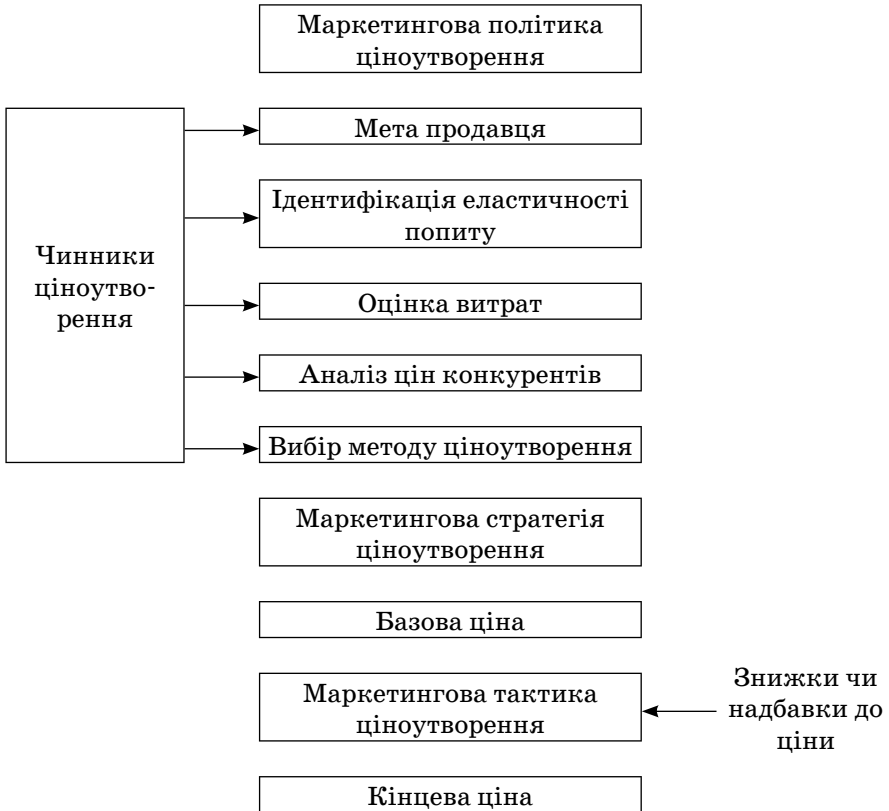 Маркетингова політика
ціноутворення
Мета продавця
Ідентифікація еластичності
попиту
Чинники
ціноутво-
рення
Оцінка витрат
Аналіз цін конкурентів
Вибір методу ціноутворення
Маркетингова стратегія
ціноутворення
Базова ціна
Маркетингова тактика
ціноутворення
Знижки чи
надбавки до
ціни
Кінцева ціна